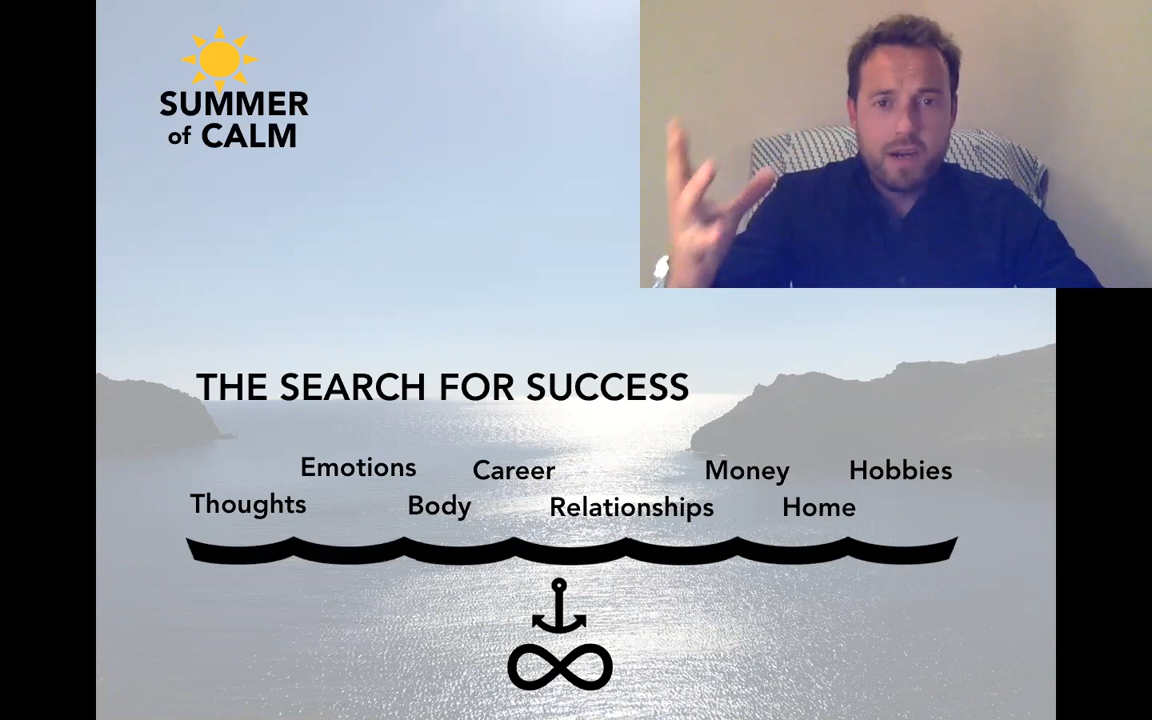 SUMMER
of CALM
THE SEARCH FOR SUCCESS
Emotions Career Money Hobbies
Thoughts Body Relationships Home